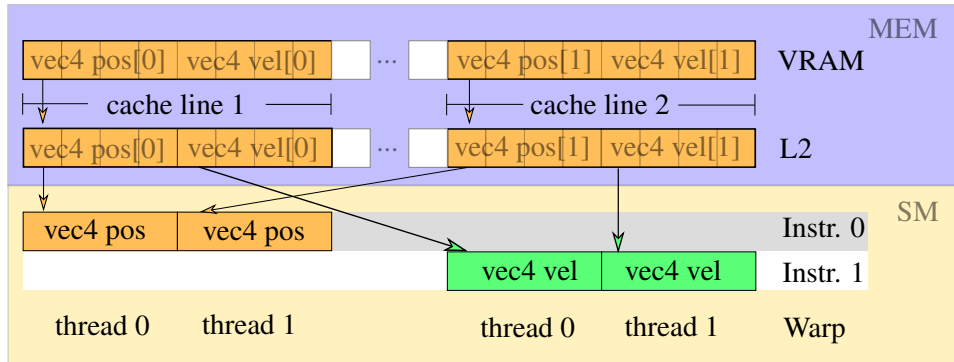 MEM
vec4 pos[0] vec4 vel[0] ... vec4 pos[1] vec4 vel[1] VRAM
cache line 1 cache line 2
vec4 pos[0] vec4 vel[0] ... vec4 pos[1] vec4 vel[1] L2
SM
vec4 pos vec4 pos Instr. 0
vec4 vel vec4 vel Instr. 1
thread 0 thread 1 thread 0 thread 1 Warp